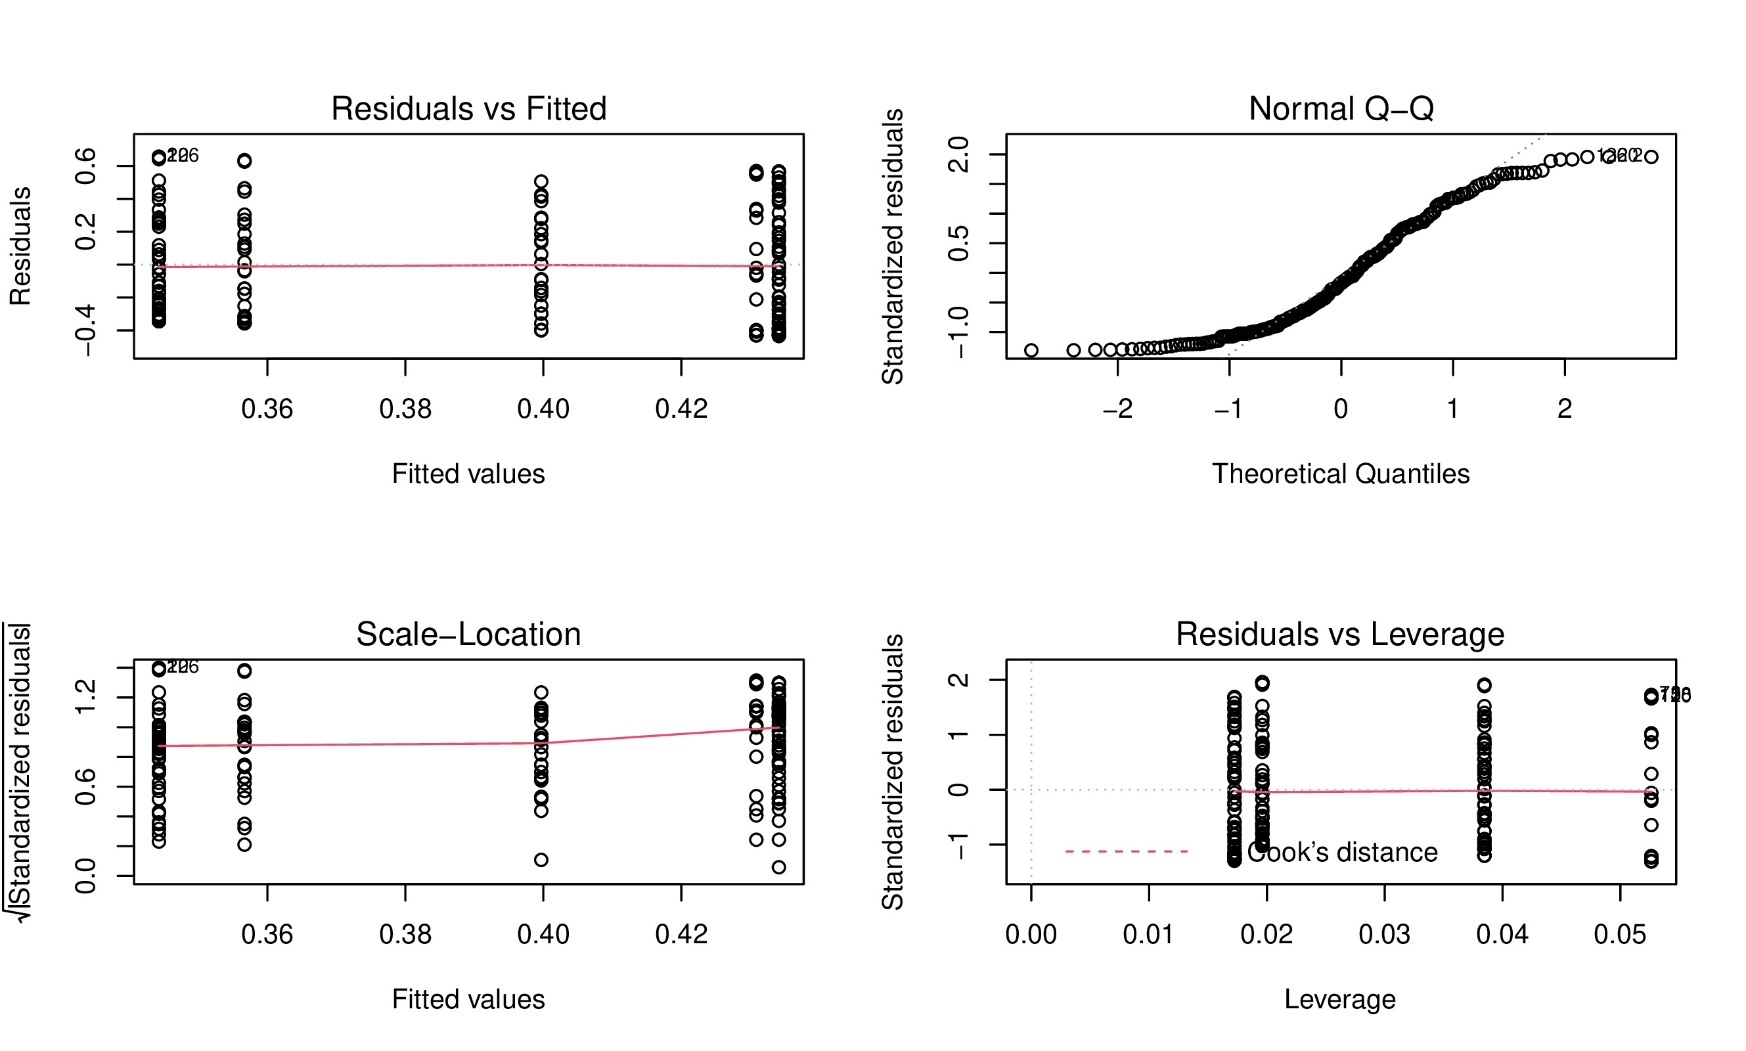 Residuals vs Fitted
Residuals
−0.4 0.2 0.6
0.36 0.38 0.40 0.42
Fitted values
Normal Q−Q
Standardized residuals
−1.0 0.5 2.0
−2 −1 0 1 2
Theoretical Quantiles
Scale−Location
√|Standardized residuals|
0.0 0.6 1.2
0.36 0.38 0.40 0.42
Fitted values
Residuals vs Leverage
Standardized residuals
−1 0 1 2
Cook's distance
0.00 0.01 0.02 0.03 0.04 0.05
Leverage